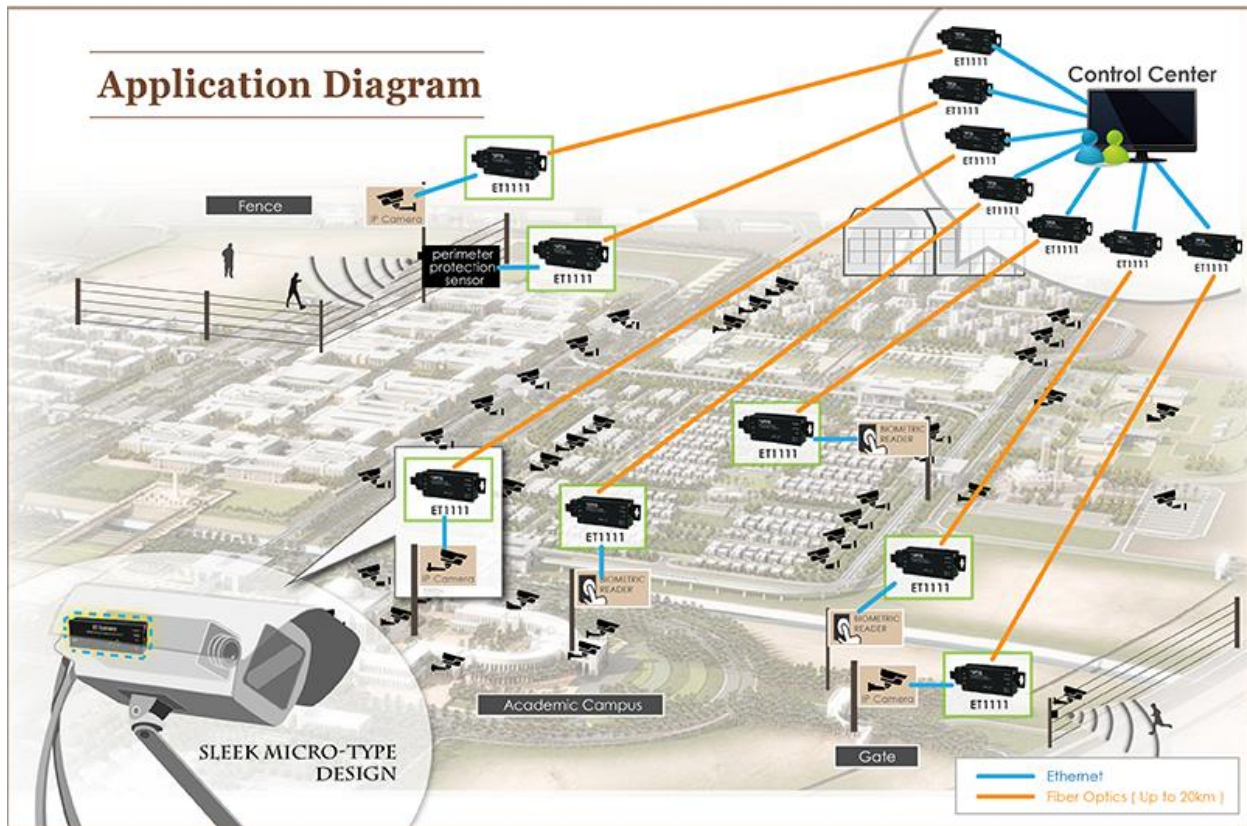 Application Diagram
ET1111
Control Center
ET1111
ET1111
ET1111
IP Camera
Fence
ET1111
ET1111
perimeter
protection
sensor
ET1111
ET1111
ET1111
BIOMETRIC
READER
ET1111
ET1111
ET1111
IP Camera
BIOMETRIC
READER
ET1111
BIOMETRIC
READER
IP Camera
ET1111
Academic Campus
Gate
SLEEK MICRO-TYPE
DESIGN
Ethernet
Fiber Optics ( Up to 20km )